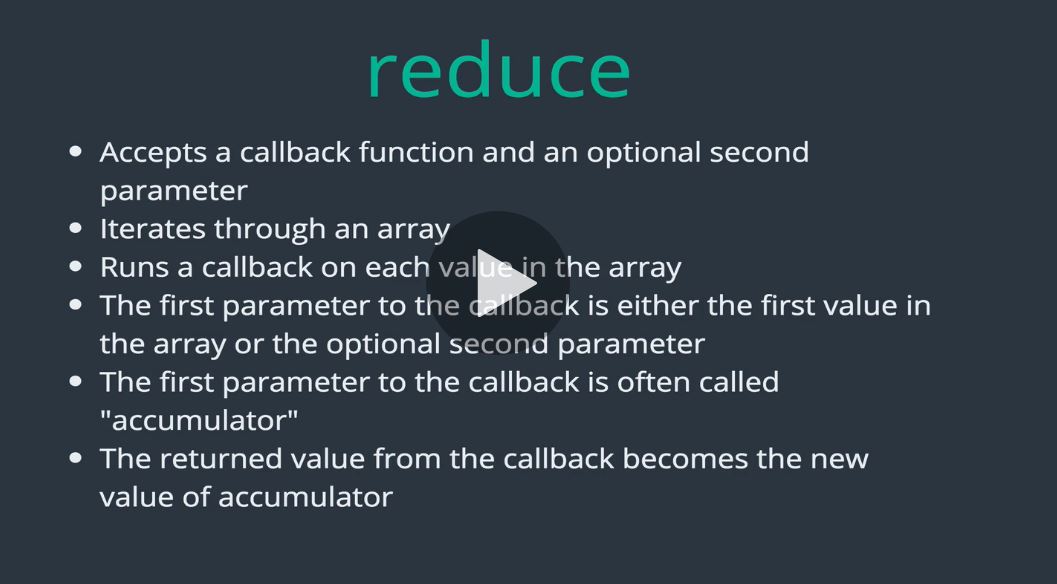 reduce
• Accepts a callback function and an optional second
parameter
• Iterates through an array
• Runs a callback on each value in the array
• The first parameter to the callback is either the first value in
the array or the optional second parameter
• The first parameter to the callback is often called
"accumulator"
• The returned value from the callback becomes the new
value of accumulator